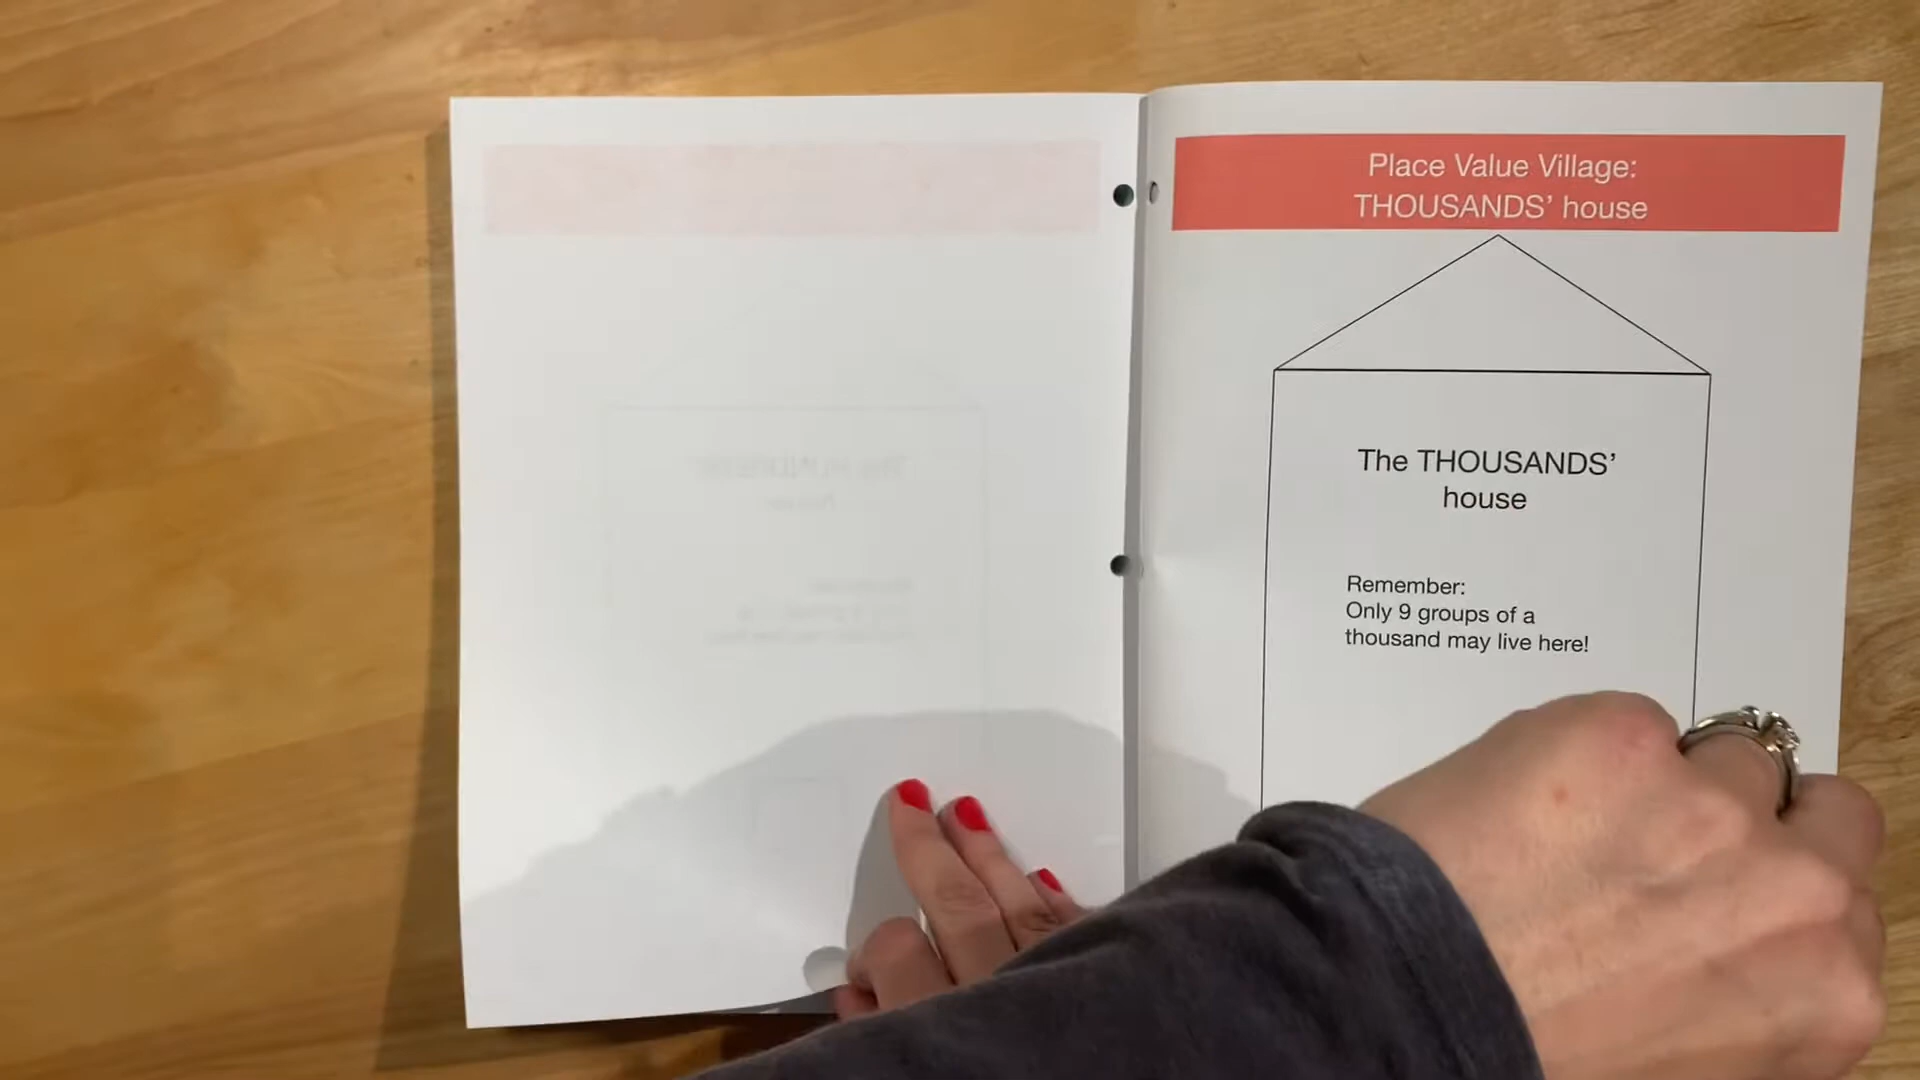 Place Value Village:
THOUSANDS' house
The THOUSANDS'
house
Remember:
Only 9 groups of a
thousand may live here!